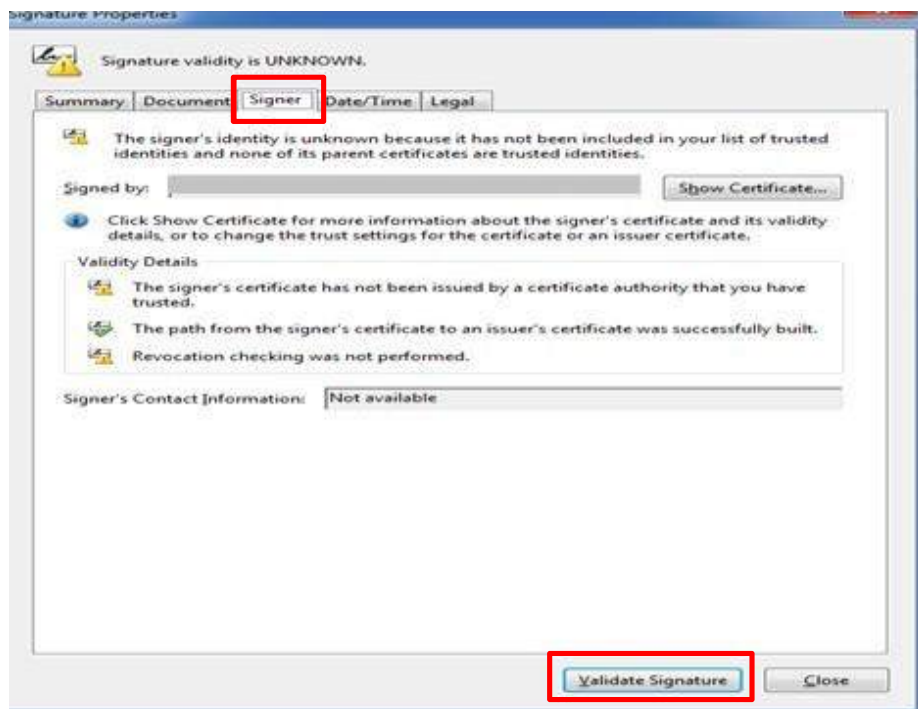 Signature Properties
Signature validity is UNKNOWN.
Summary Document Signer Date/Time Legal
The signer's identity is unknown because it has not been included in your list of trusted
identities and none of its parent certificates are trusted identities.
Signed by:
Show Certificate...
Click Show Certificate for more information about the signer's certificate and its validity
details, or to change the trust settings for the certificate or an issuer certificate.
Validity Details
The signer's certificate has not been issued by a certificate authority that you have
trusted.
The path from the signer's certificate to an issuer's certificate was successfully built.
Revocation checking was not performed.
Signer's Contact Information: Not available
Validate Signature Close